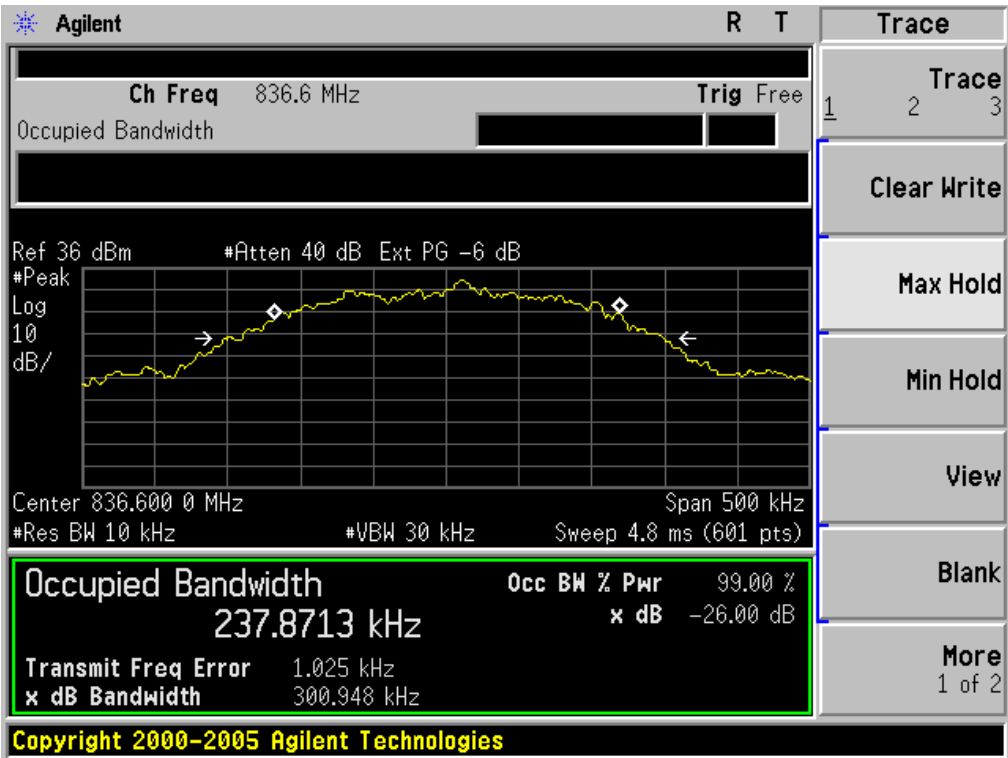 Agilent R T
Ch Freq 836.6 MHz Trig Free
Occupied Bandwidth
Ref 36 dBm #Atten 40 dB Ext PG -6 dB
#Peak
Log
10
dB/
Center 836.600 0 MHz Span 500 kHz
#Res BW 10 kHz #VBW 30 kHz Sweep 4.8 ms (601 pts)
Occupied Bandwidth
237.8713 kHz
Occ BW % Pwr 99.00 %
x dB -26.00 dB
Transmit Freq Error 1.025 kHz
x dB Bandwidth 300.948 kHz
Copyright 2000-2005 Agilent Technologies
Trace
Trace
1 2 3
Clear Write
Max Hold
Min Hold
View
Blank
More
1 of 2